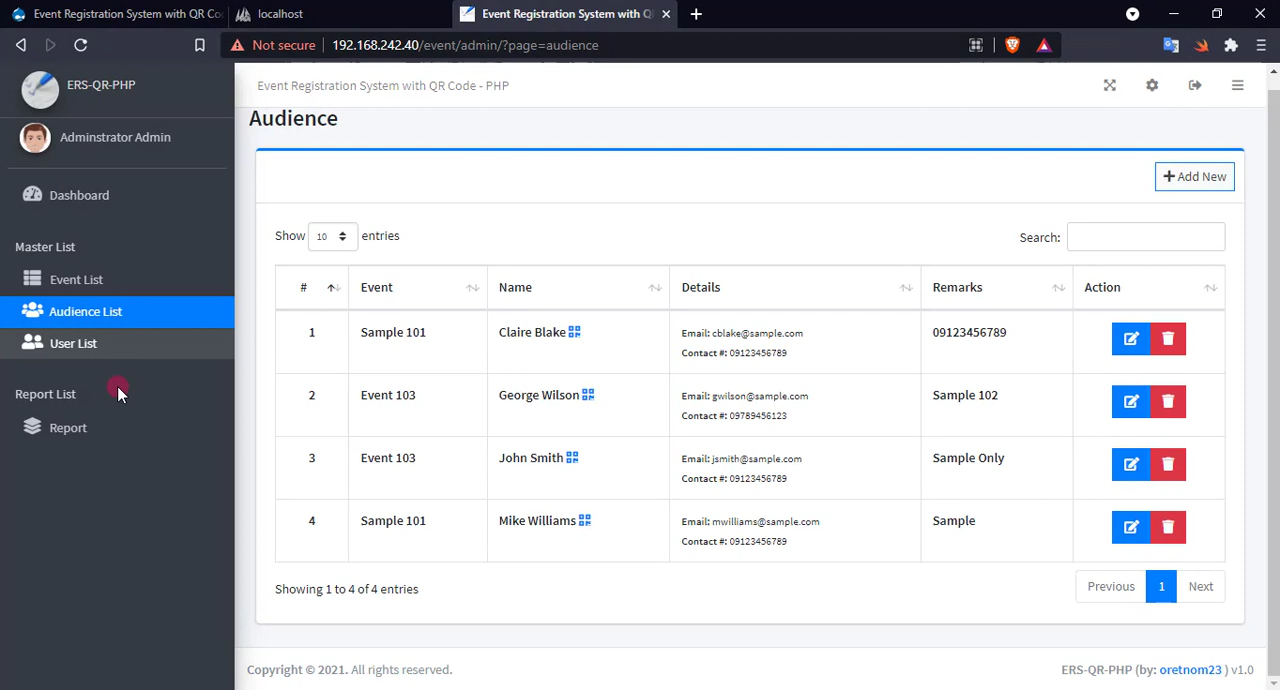 Event Registration System with QR Co
localhost
Event Registration System with Q
Not secure
192.168.242.40/event/admin/?page=audience
ERS-QR-PHP
Adminstrator Admin
Dashboard
Master List
Event List
Audience List
User List
Report List
Report
Event Registration System with QR Code - PHP
Audience
Add New
Show 10 entries
Search:
# Event Name Details Remarks Action
1 Sample 101 Claire Blake Email: cblake@sample.com 09123456789
Contact #: 09123456789
2 Event 103 George Wilson Email: gwilson@sample.com Sample 102
Contact #: 09789456123
3 Event 103 John Smith Email: jsmith@sample.com Sample Only
Contact #: 09123456789
4 Sample 101 Mike Williams Email: mwilliams@sample.com Sample
Contact #: 09123456789
Showing 1 to 4 of 4 entries
Previous 1 Next
Copyright © 2021. All rights reserved.
ERS-QR-PHP (by: oretnom23 ) v1.0